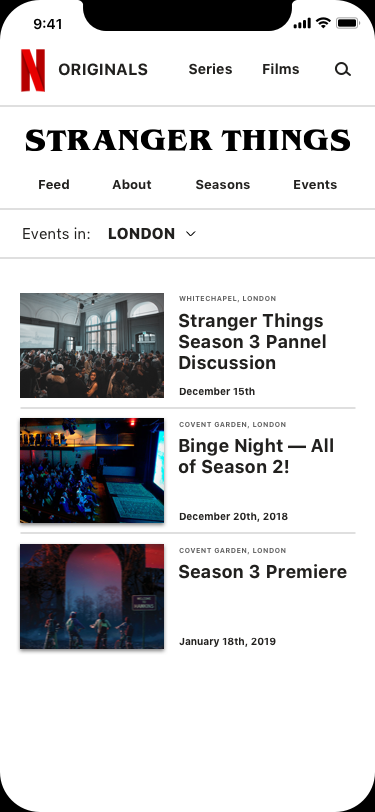 9:41
N ORIGINALS Series Films
STRANGER THINGS
Feed About Seasons Events
Events in: LONDON
WHITECHAPEL, LONDON
Stranger Things
Season 3 Pannel
Discussion
December 15th
COVENT GARDEN, LONDON
Binge Night — All
of Season 2!
December 20th, 2018
COVENT GARDEN, LONDON
Season 3 Premiere
HAWKINS
January 18th, 2019